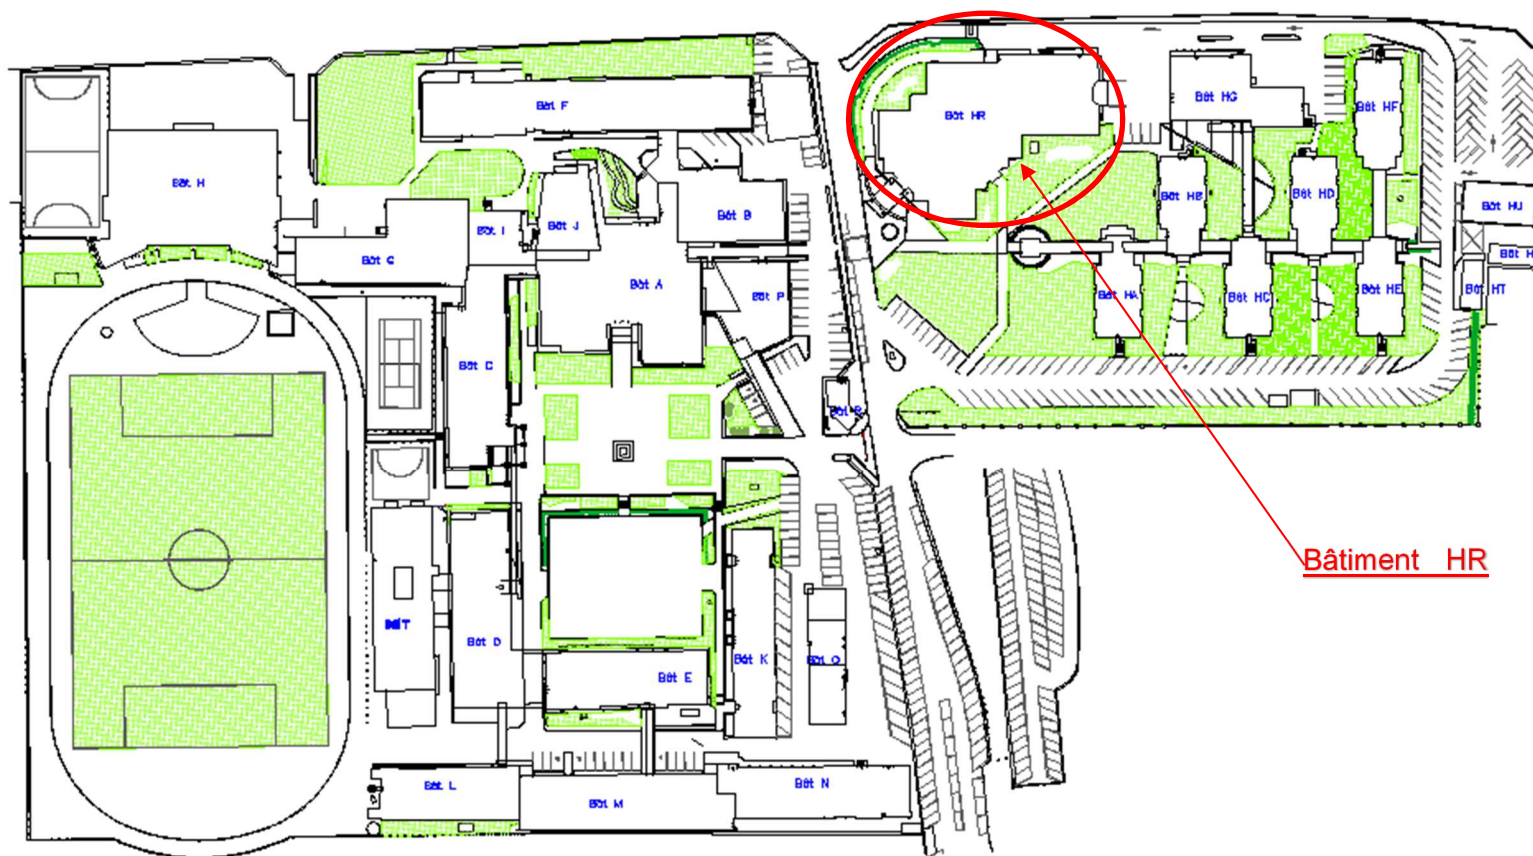 Bât F
Bât HR
Bât HG
Bât HF
Bât H
Bât HB
Bât HD
Bât HU
Bât I
Bât J
Bât B
Bât G
Bât A
Bât P
Bât HA
Bât HC
Bât HE
Bât HT
Bât C
Bât R
Bâtiment HR
Bât D
Bât K
Bât O
Bât E
Bât L
Bât M
Bât N